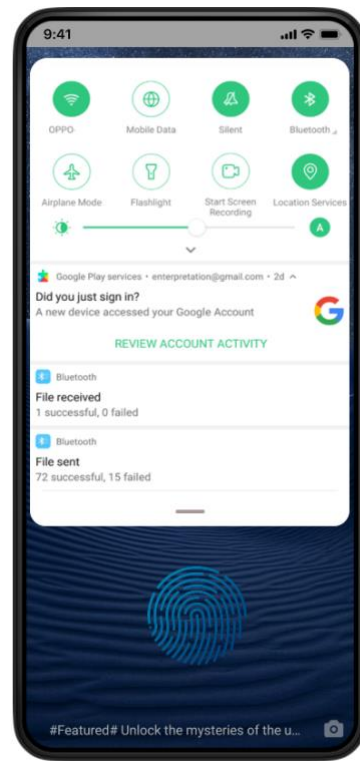 9:41
OPPO
Mobile Data
Silent
Bluetooth
Airplane Mode
Flashlight
Start Screen
Recording
Location Services
A
Google Play services • enterpretation@gmail.com • 2d
Did you just sign in?
A new device accessed your Google Account
G
REVIEW ACCOUNT ACTIVITY
Bluetooth
File received
1 successful, 0 failed
Bluetooth
File sent
72 successful, 15 failed
#Featured# Unlock the mysteries of the u...